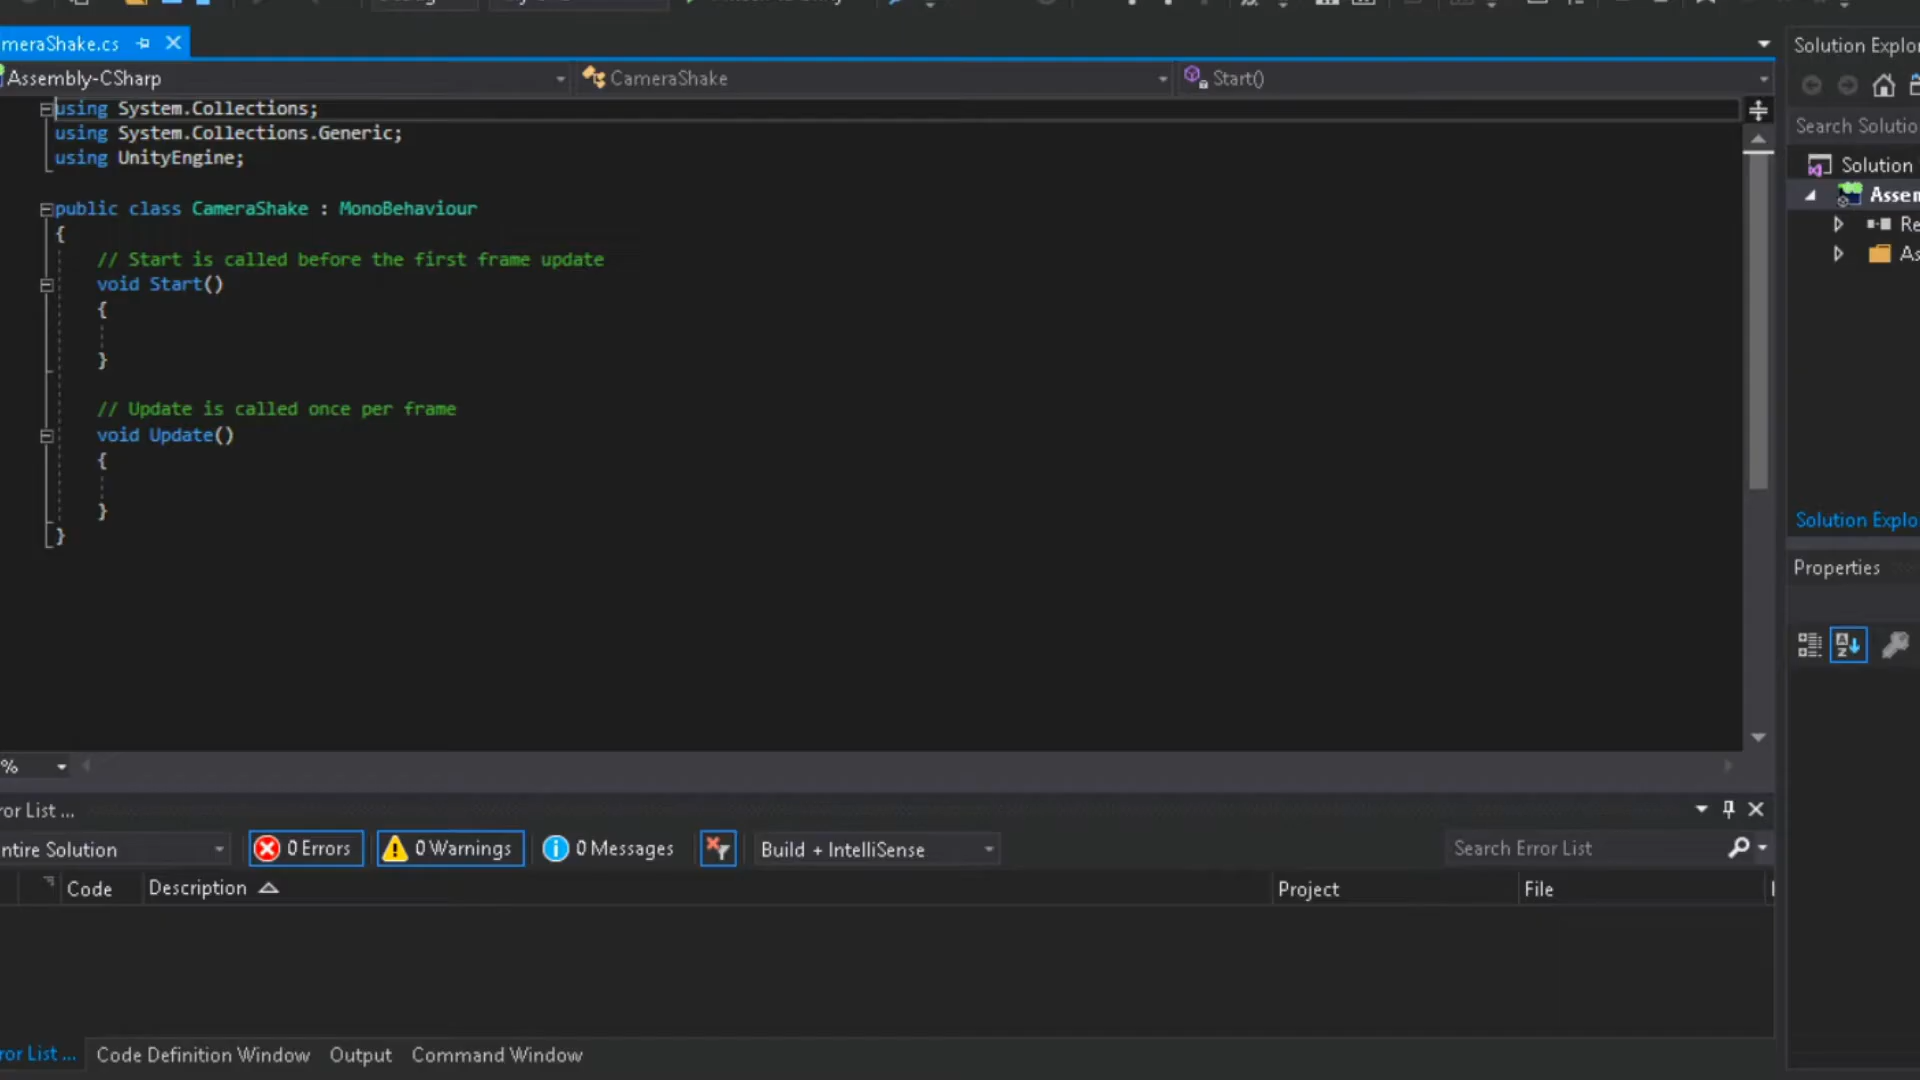 meraShake.cs
Solution Explo
Assembly-CSharp
CameraShake
Start()
using System.Collections;
using System.Collections.Generic;
using UnityEngine;
public class CameraShake : MonoBehaviour
{
// Start is called before the first frame update
void Start()
{
}
// Update is called once per frame
void Update()
{
}
}
Search Solutio
Solution
Assem
Re
As
Solution Explo
Properties
%
ror List ...
ntire Solution
0 Errors
0 Warnings
0 Messages
Build + IntelliSense
Search Error List
Code
Description
Project
File
ror List ...
Code Definition Window
Output
Command Window